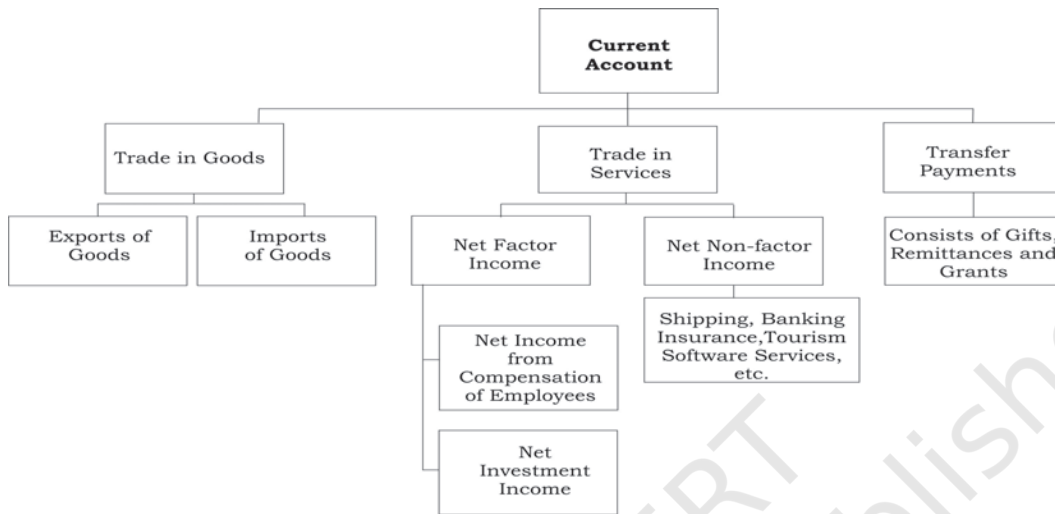 Current
Account
Trade in Goods
Trade in
Services
Transfer
Payments
Exports of
Goods
Imports
of Goods
Net Factor
Income
Net Non-factor
Income
Consists of Gifts,
Remittances and
Grants
Shipping, Banking
Insurance,Tourism
Software Services,
etc.
Net Income
from
Compensation
of Employees
Net
Investment
Income